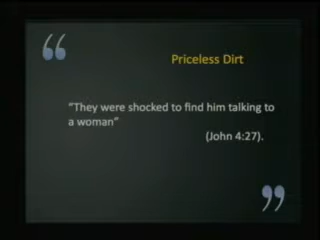 Priceless Dirt
“They were shocked to find him talking to
a woman”
(John 4:27).